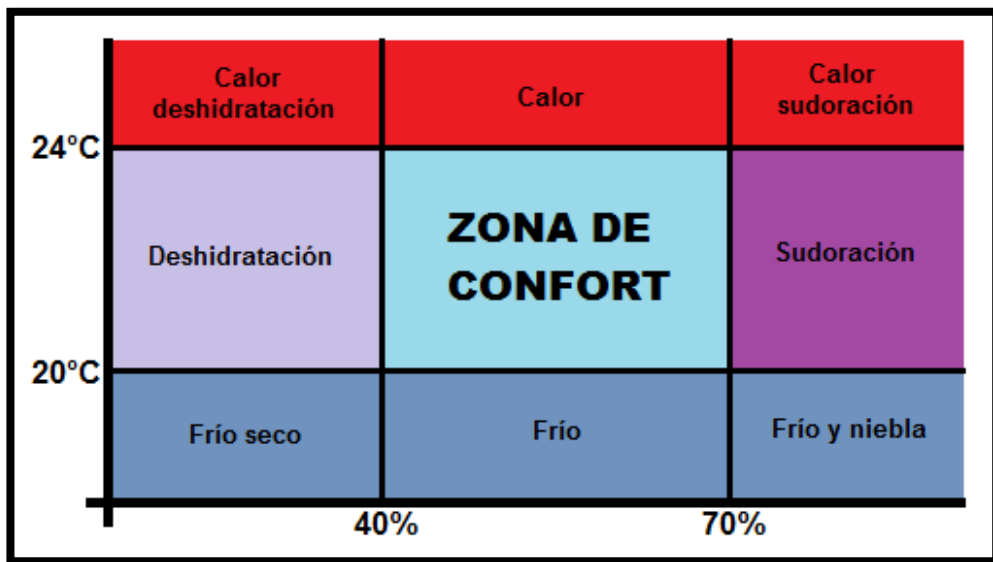 Calor
deshidratación
Calor
Calor
sudoración
24°C
Deshidratación
ZONA DE
CONFORT
Sudoración
20°C
Frío seco
Frío
Frío y niebla
40%
70%